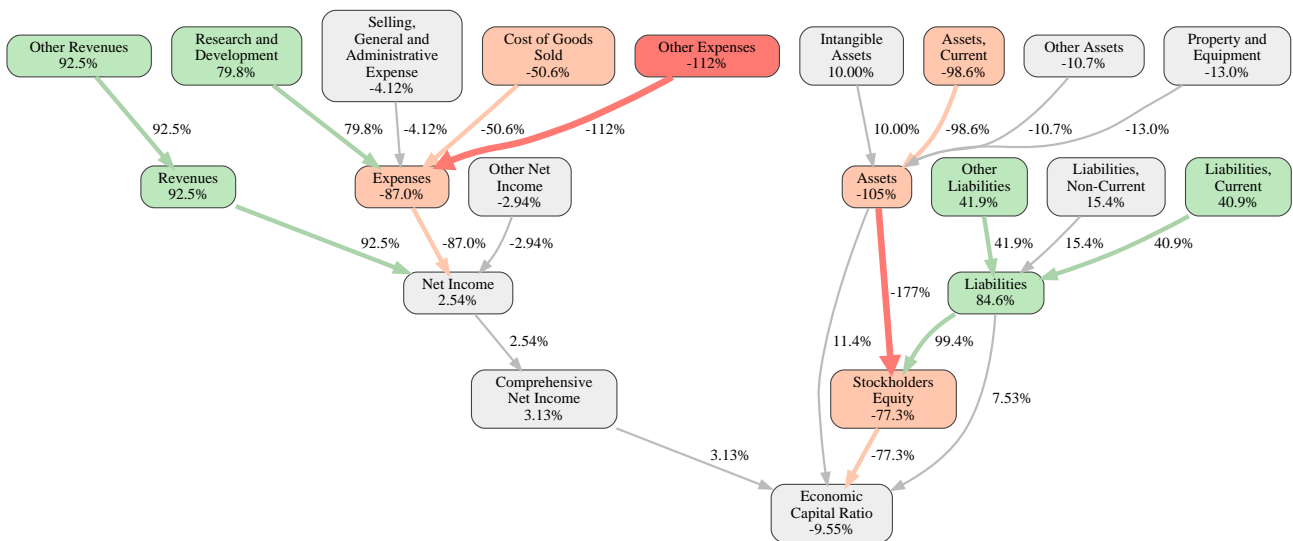 Other Revenues
92.5%
Research and
Development
79.8%
Selling,
General and
Administrative
Expense
-4.12%
Cost of Goods
Sold
-50.6%
Other Expenses
-112%
Intangible
Assets
10.00%
Assets,
Current
-98.6%
Other Assets
-10.7%
Property and
Equipment
-13.0%
92.5%
79.8%
-4.12%
-50.6%
-112%
10.00%
-98.6%
-10.7%
-13.0%
Revenues
92.5%
Expenses
-87.0%
Other Net
Income
-2.94%
Assets
-105%
Other
Liabilities
41.9%
Liabilities,
Non-Current
15.4%
Liabilities,
Current
40.9%
92.5%
-87.0%
-2.94%
41.9%
15.4%
40.9%
Net Income
2.54%
-177%
Liabilities
84.6%
2.54%
11.4%
99.4%
Comprehensive
Net Income
3.13%
Stockholders
Equity
-77.3%
7.53%
3.13%
-77.3%
Economic
Capital Ratio
-9.55%